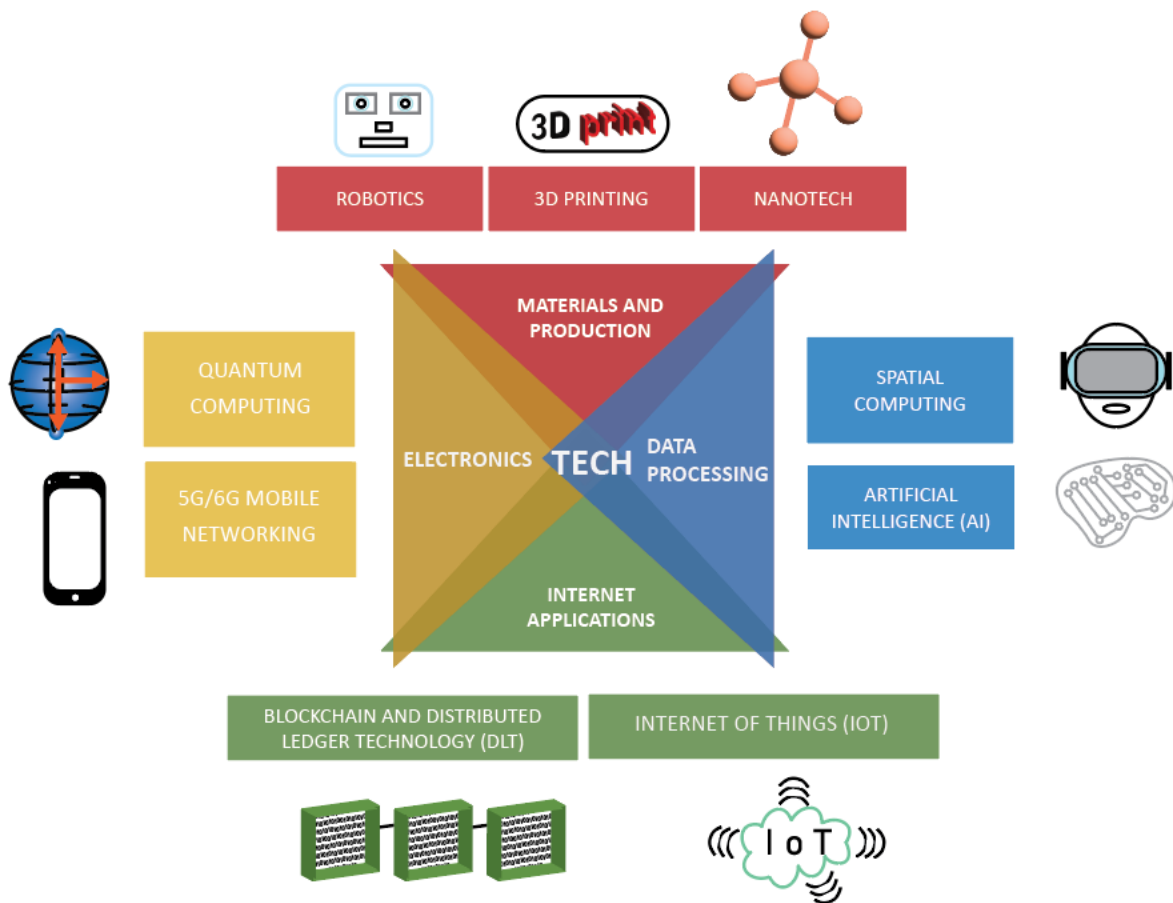 3D print
ROBOTICS
3D PRINTING
NANOTECH
MATERIALS AND
PRODUCTION
QUANTUM
COMPUTING
5G/6G MOBILE
NETWORKING
ELECTRONICS
TECH
DATA
PROCESSING
SPATIAL
COMPUTING
ARTIFICIAL
INTELLIGENCE (AI)
INTERNET
APPLICATIONS
BLOCKCHAIN AND DISTRIBUTED
LEDGER TECHNOLOGY (DLT)
INTERNET OF THINGS (IOT)
IoT